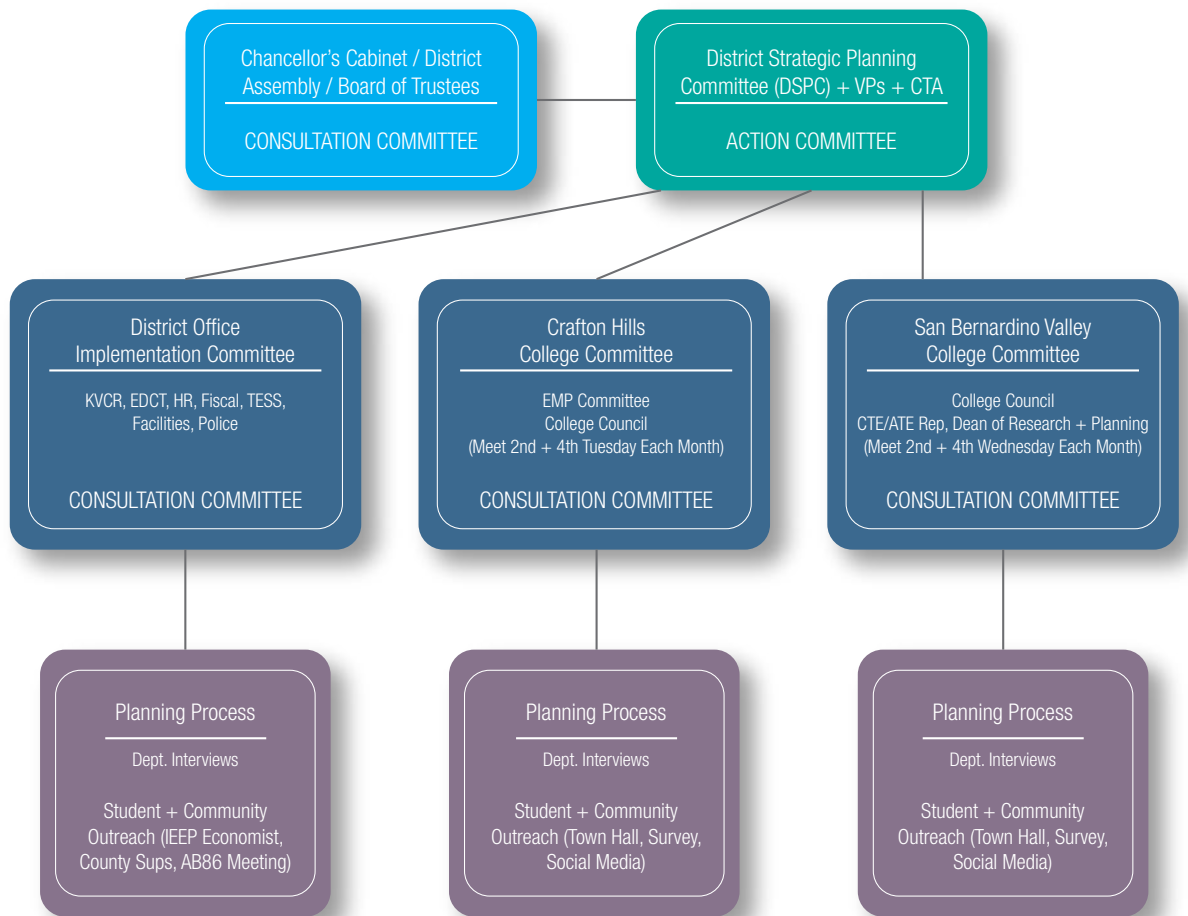 Chancellor’s Cabinet / District
Assembly / Board of Trustees
CONSULTATION COMMITTEE
District Strategic Planning
Committee (DSPC) + VPs + CTA
ACTION COMMITTEE
District Office
Implementation Committee
KVCR, EDCT, HR, Fiscal, TESS,
Facilities, Police
CONSULTATION COMMITTEE
Crafton Hills
College Committee
EMP Committee
College Council
(Meet 2nd + 4th Tuesday Each Month)
CONSULTATION COMMITTEE
San Bernardino Valley
College Committee
College Council
CTE/ATE Rep, Dean of Research + Planning
(Meet 2nd + 4th Wednesday Each Month)
CONSULTATION COMMITTEE
Planning Process
Dept. Interviews
Student + Community
Outreach (IEEP Economist,
County Sups, AB86 Meeting)
Planning Process
Dept. Interviews
Student + Community
Outreach (Town Hall, Survey,
Social Media)
Planning Process
Dept. Interviews
Student + Community
Outreach (Town Hall, Survey,
Social Media)